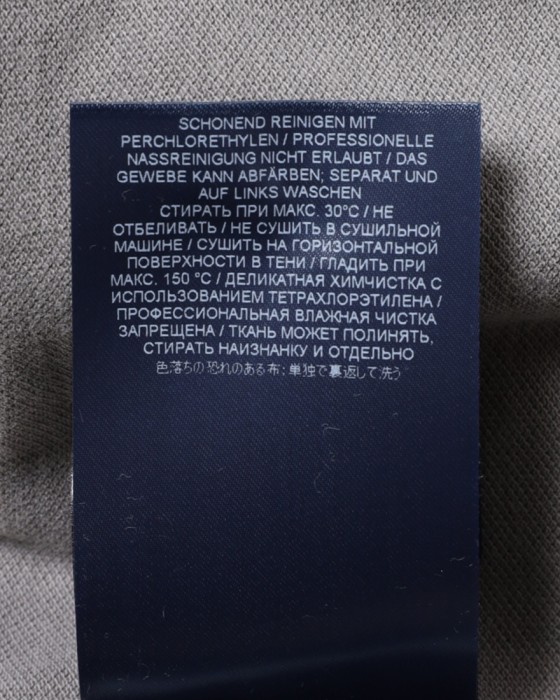 SCHONEND REINIGEN MIT
PERCHLORETHYLEN / PROFESSIONELLE
NASSREINIGUNG NICHT ERLAUBT / DAS
GEWEBE KANN ABFÄRBEN; SEPARAT UND
AUF LINKS WASCHEN
СТИРАТЬ ПРИ МАКС. 30°C / НЕ
ОТБЕЛИВАТЬ / НЕ СУШИТЬ В СУШИЛЬНОЙ
МАШИНЕ / СУШИТЬ НА ГОРИЗОНТАЛЬНОЙ
ПОВЕРХНОСТИ В ТЕНИ / ГЛАДИТЬ ПРИ
МАКС. 150 °C / ДЕЛИКАТНАЯ ХИМЧИСТКА С
ИСПОЛЬЗОВАНИЕМ ТЕТРАХЛОРЭТИЛЕНА /
ПРОФЕССИОНАЛЬНАЯ ВЛАЖНАЯ ЧИСТКА
ЗАПРЕЩЕНА / ТКАНЬ МОЖЕТ ПОЛИНЯТЬ,
СТИРАТЬ НАИЗНАНКУ И ОТДЕЛЬНО
色落ちの恐れのある布；単独で裏返して洗う